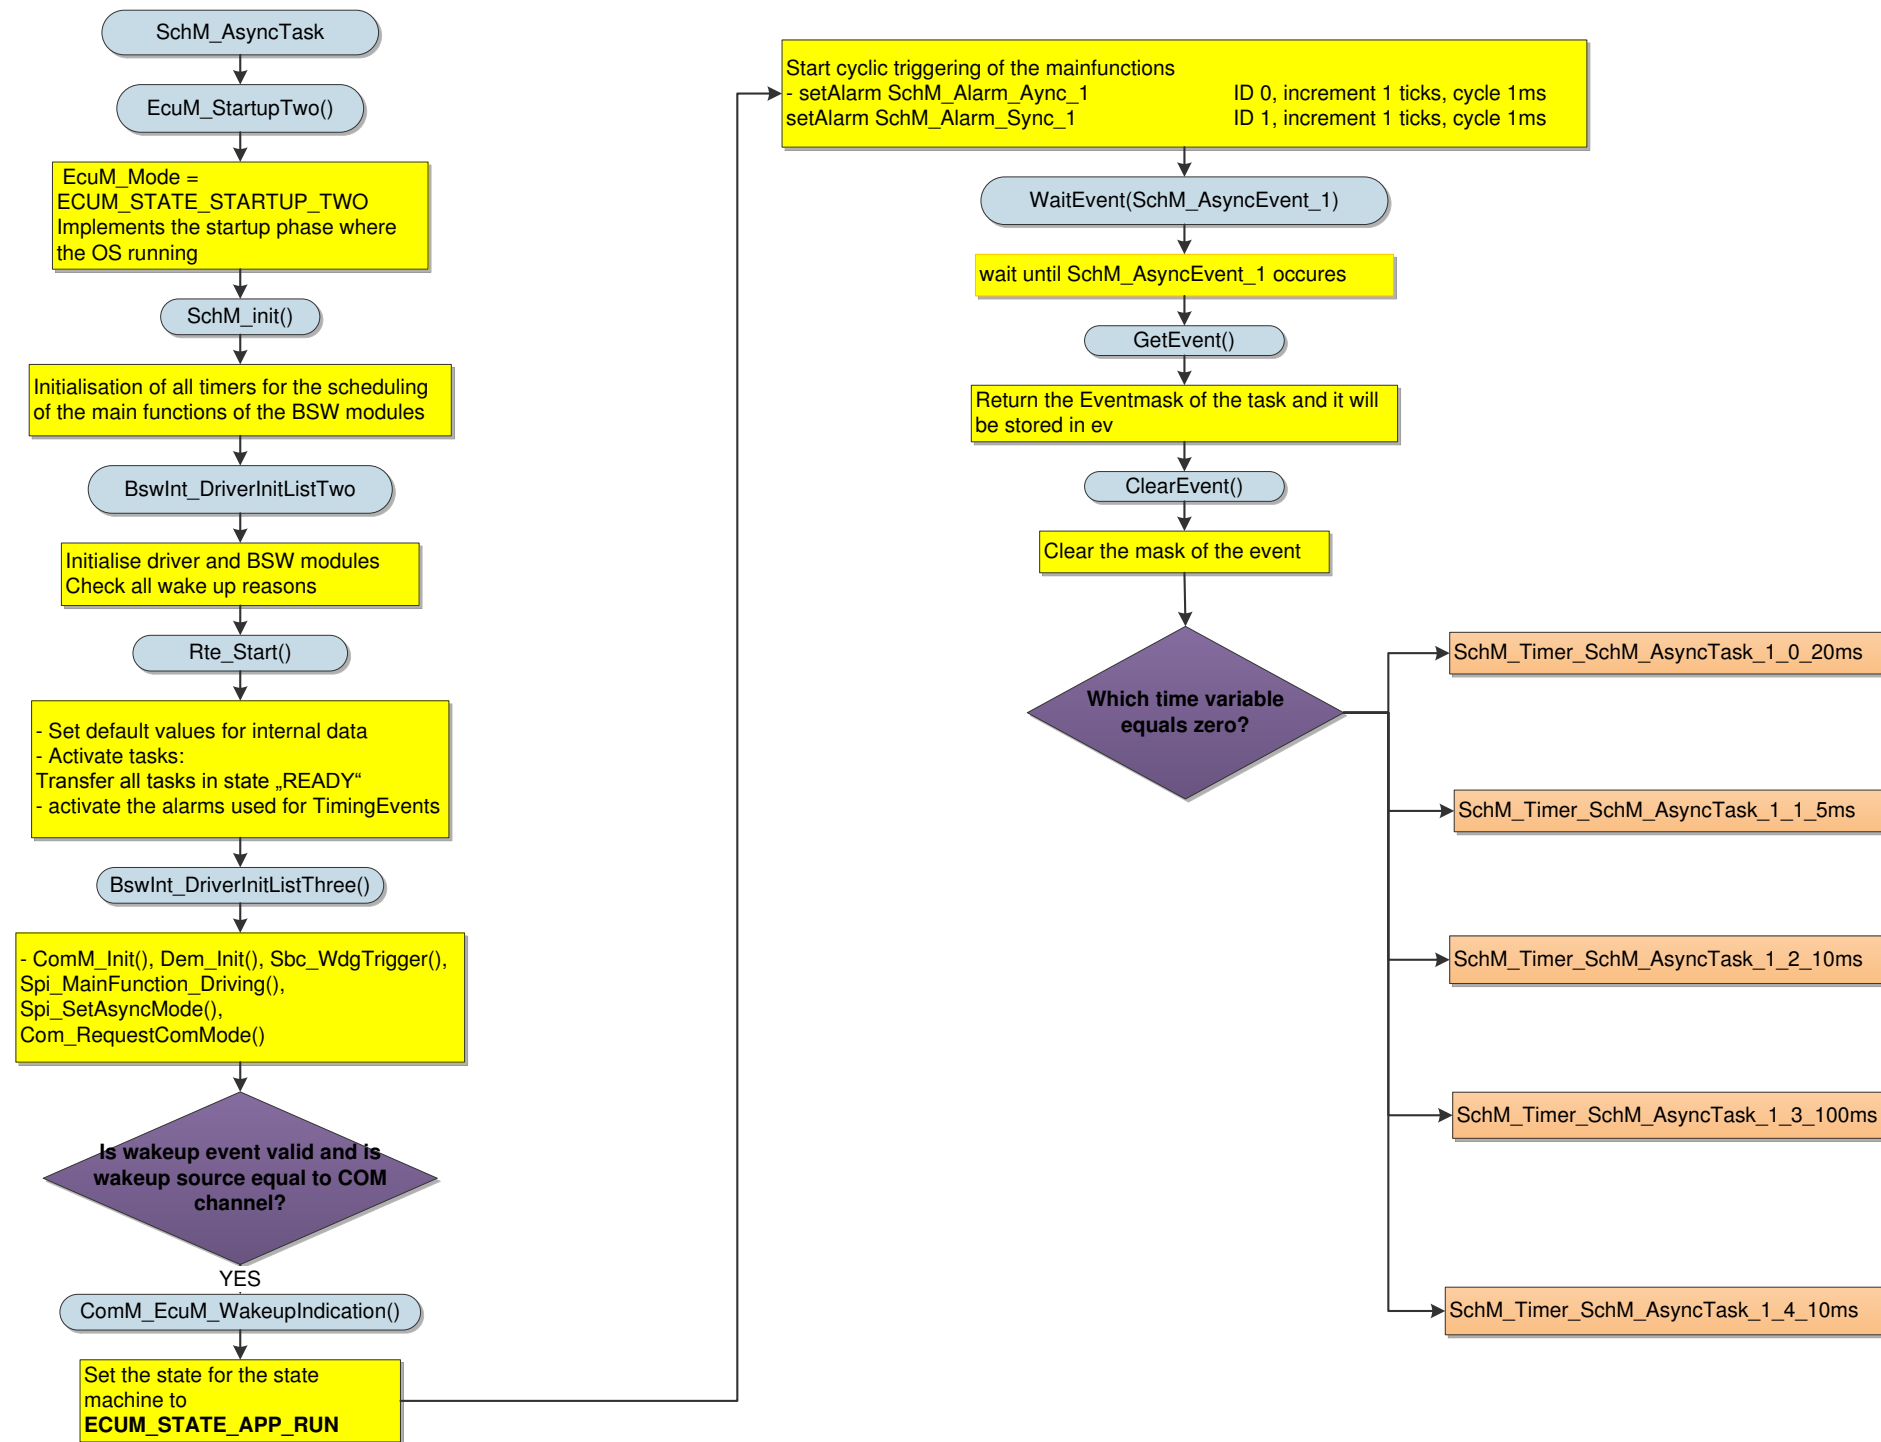 SchM_AsyncTask
EcuM_StartupTwo()
EcuM_Mode =
ECUM_STATE_STARTUP_TWO
Implements the startup phase where
the OS running
SchM_init()
Initialisation of all timers for the scheduling
of the main functions of the BSW modules
BswInt_DriverInitListTwo
Initialise driver and BSW modules
Check all wake up reasons
Rte_Start()
- Set default values for internal data
- Activate tasks:
Transfer all tasks in state „READY“
- activate the alarms used for TimingEvents
BswInt_DriverInitListThree()
- ComM_Init(), Dem_Init(), Sbc_WdgTrigger(),
Spi_MainFunction_Driving(),
Spi_SetAsyncMode(),
Com_RequestComMode()
Is wakeup event valid and is
wakeup source equal to COM
channel?
YES
ComM_EcuM_WakeupIndication()
Set the state for the state
machine to
ECUM_STATE_APP_RUN
Start cyclic triggering of the mainfunctions
- setAlarm SchM_Alarm_Aync_1 ID 0, increment 1 ticks, cycle 1ms
setAlarm SchM_Alarm_Sync_1 ID 1, increment 1 ticks, cycle 1ms
WaitEvent(SchM_AsyncEvent_1)
wait until SchM_AsyncEvent_1 occures
GetEvent()
Return the Eventmask of the task and it will
be stored in ev
ClearEvent()
Clear the mask of the event
Which time variable
equals zero?
SchM_Timer_SchM_AsyncTask_1_0_20ms
SchM_Timer_SchM_AsyncTask_1_1_5ms
SchM_Timer_SchM_AsyncTask_1_2_10ms
SchM_Timer_SchM_AsyncTask_1_3_100ms
SchM_Timer_SchM_AsyncTask_1_4_10ms